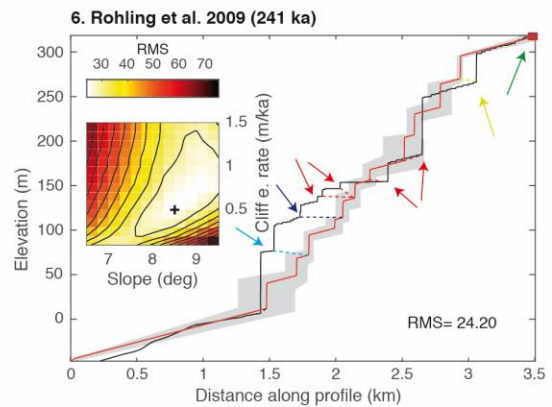 6. Rohling et al. 2009 (241 ka)
RMS
30 40 50 60 70
1.5
1
0.5
Cliff e. rate (m/ka)
7 8 9
Slope (deg)
300
250
200
150
100
50
0
Elevation (m)
RMS= 24.20
0 0.5 1 1.5 2 2.5 3 3.5
Distance along profile (km)